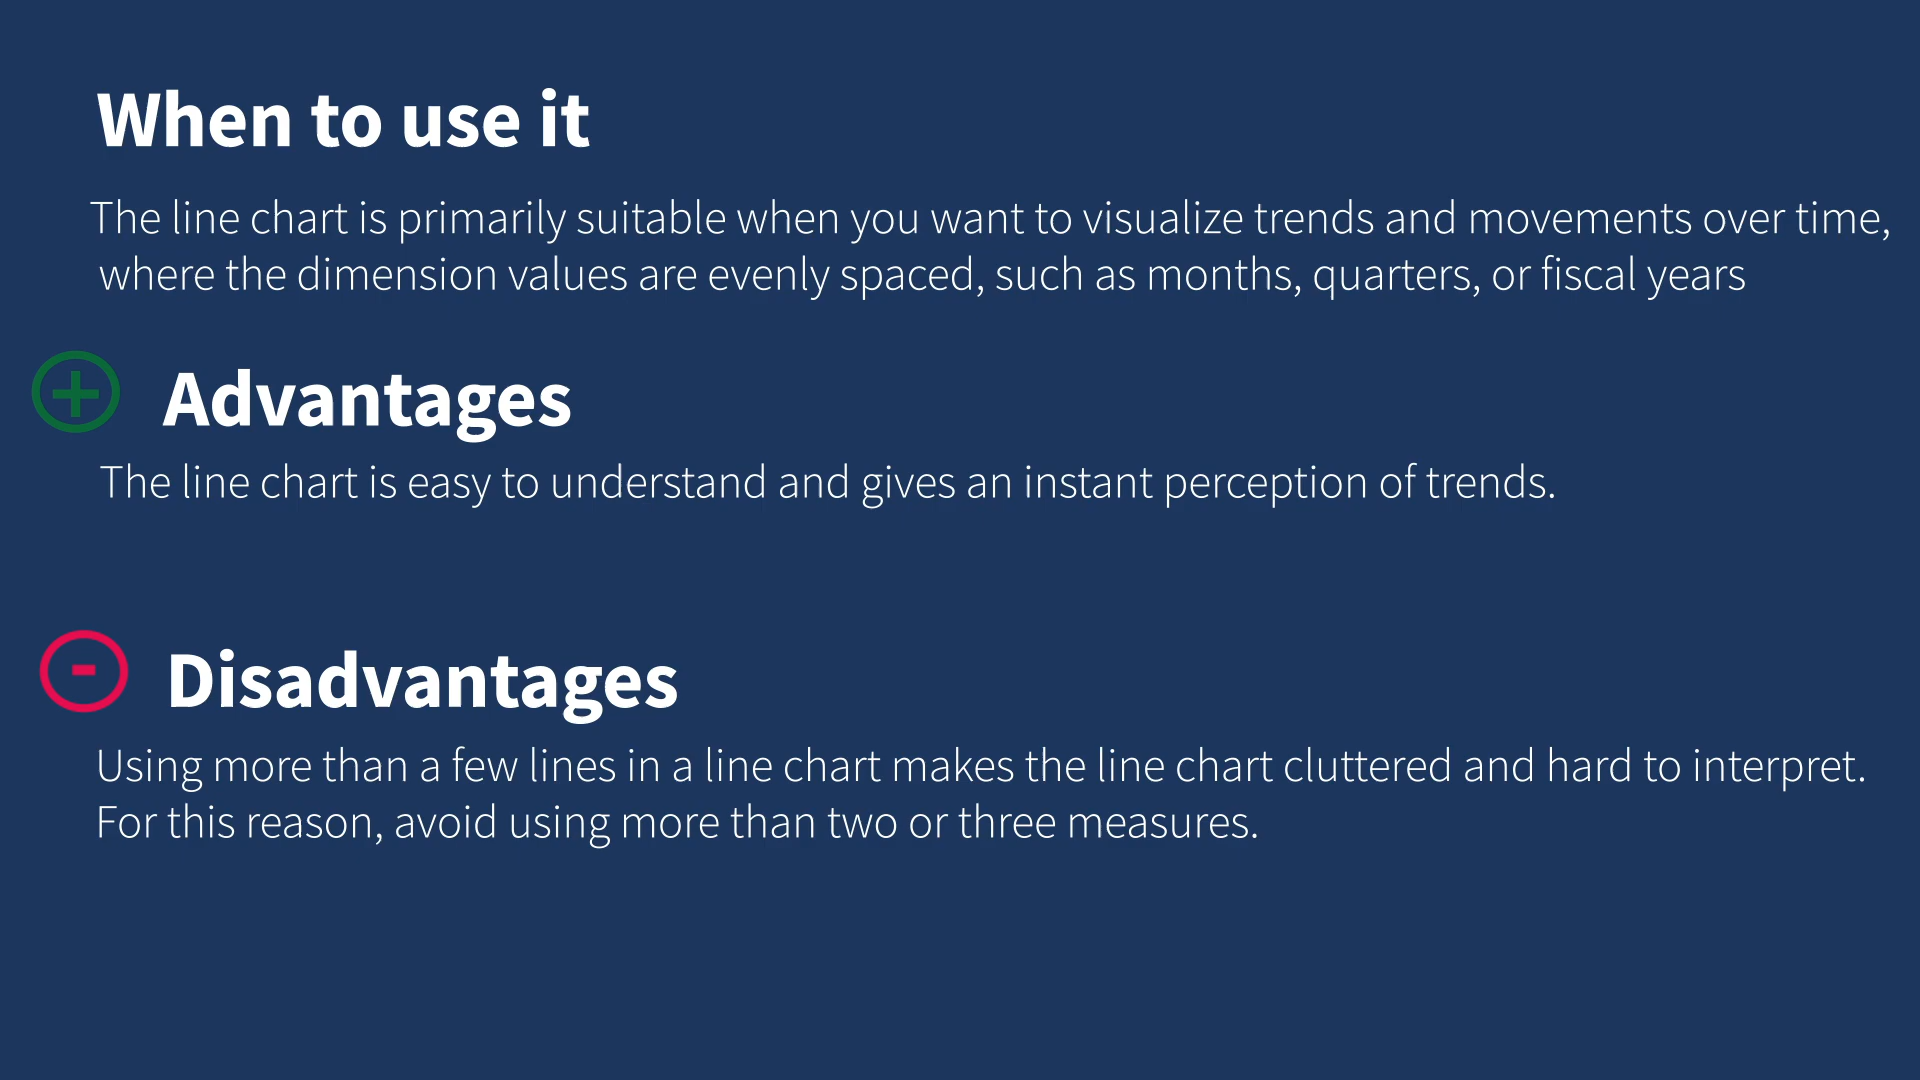 When to use it
The line chart is primarily suitable when you want to visualize trends and movements over time,
where the dimension values are evenly spaced, such as months, quarters, or fiscal years
+ Advantages
The line chart is easy to understand and gives an instant perception of trends.
- Disadvantages
Using more than a few lines in a line chart makes the line chart cluttered and hard to interpret.
For this reason, avoid using more than two or three measures.